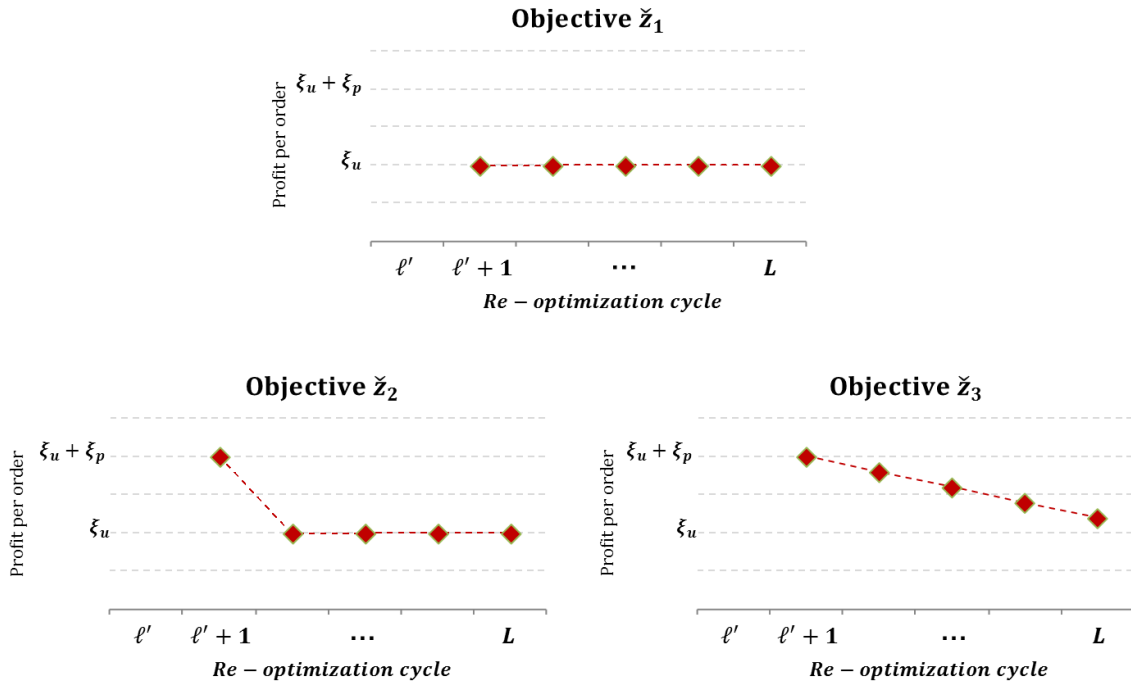 Objective ž̌₁
Profit per order
ξᵤ + ξₚ
ξᵤ
ℓ′ ℓ′ + 1 ⋯ L
Re − optimization cycle
Objective ž₂
Profit per order
ξᵤ + ξₚ
ξᵤ
ℓ′ ℓ′ + 1 ⋯ L
Re − optimization cycle
Objective ž₃
Profit per order
ξᵤ + ξₚ
ξᵤ
ℓ′ ℓ′ + 1 ⋯ L
Re − optimization cycle